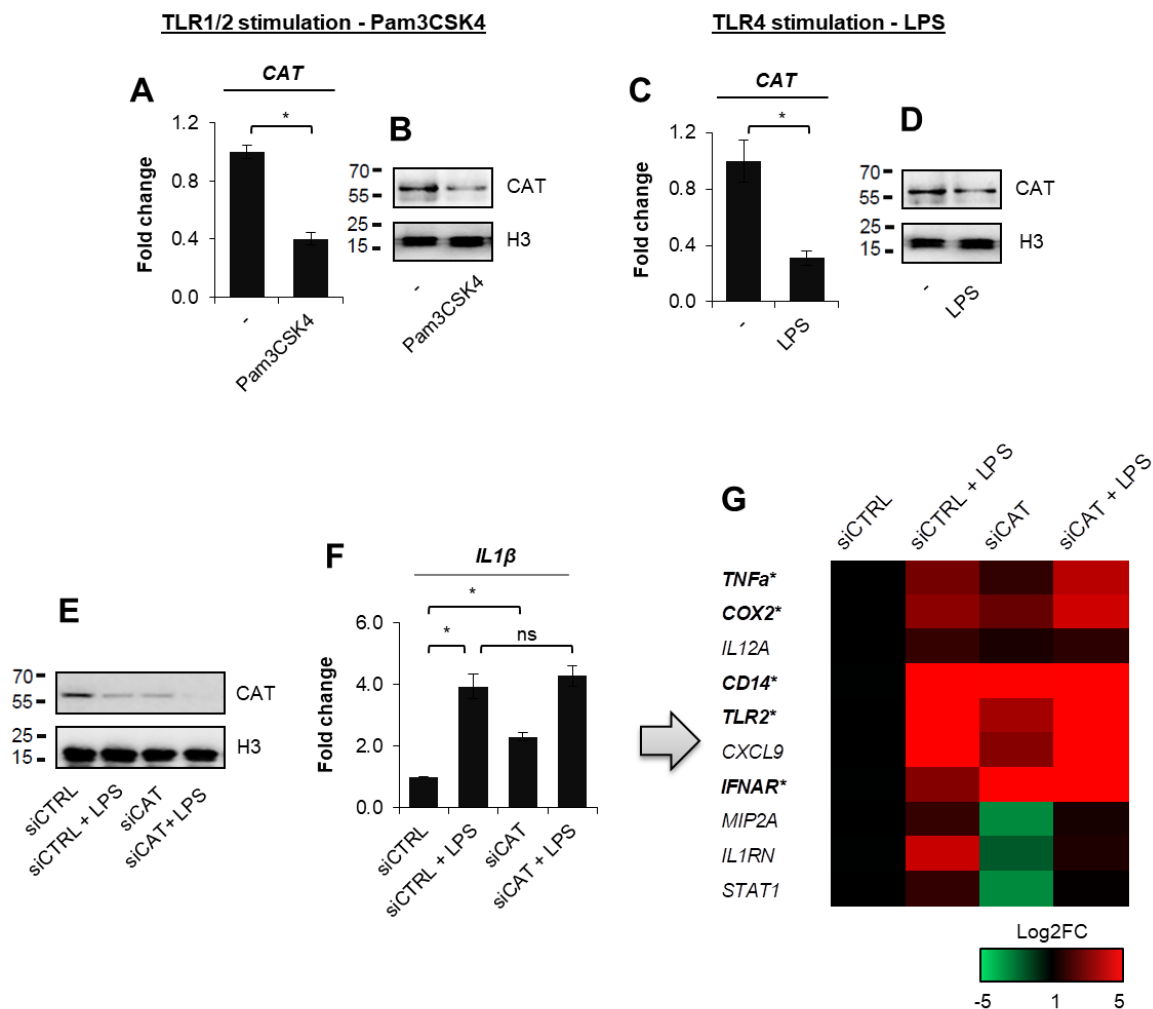 TLR1/2 stimulation - Pam3CSK4
TLR4 stimulation - LPS
A
CAT
*
Fold change
1.2
0.8
0.4
0.0
-
Pam3CSK4
B
70
55
CAT
25
15
H3
-
Pam3CSK4
C
CAT
*
Fold change
1.2
0.8
0.4
0.0
-
LPS
D
70
55
CAT
25
15
H3
-
LPS
E
70
55
CAT
25
15
H3
siCTRL
siCTRL + LPS
siCAT
siCAT+ LPS
F
IL1β
*
*
ns
Fold change
6.0
4.0
2.0
0.0
siCTRL
siCTRL + LPS
siCAT
siCAT + LPS
G
siCTRL
siCTRL + LPS
siCAT
siCAT + LPS
TNFa*
COX2*
IL12A
CD14*
TLR2*
CXCL9
IFNAR*
MIP2A
IL1RN
STAT1
Log2FC
-5 1 5